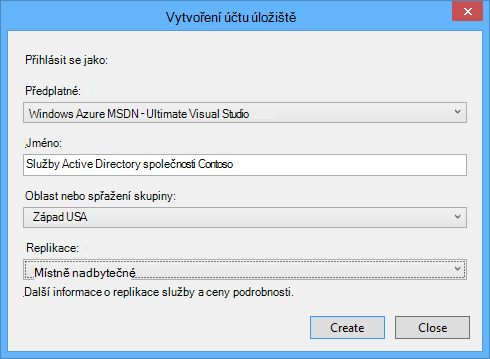 Vytvoření účtu úložiště
Přihlásit se jako:
Předplatné:
Windows Azure MSDN - Ultimate Visual Studio
Jméno:
Služby Active Directory společnosti Contoso
Oblast nebo spřažení skupiny:
Západ USA
Replikace:
Místně nadbytečné
Další informace o replikace služby a ceny podrobnosti.
Create Close